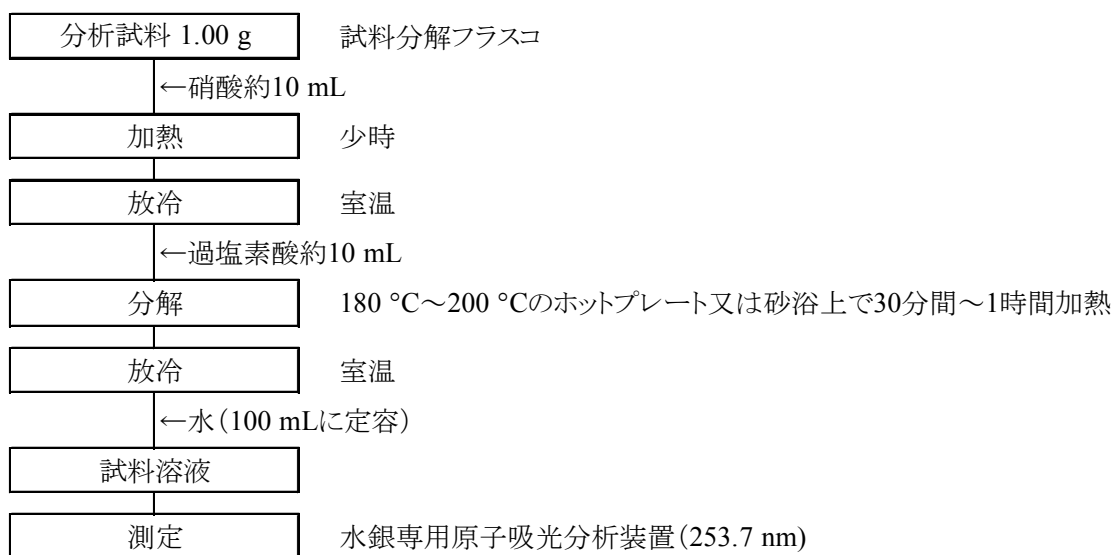 分析試料 1.00 g 試料分解フラスコ
←硝酸約10 mL
加熱 少時
放冷 室温
←過塩素酸約10 mL
分解 180 °C～200 °Cのホットプレート又は砂浴上で30分間～1時間加熱
放冷 室温
←水（100 mLに定容）
試料溶液
測定 水銀専用原子吸光分析装置（253.7 nm)